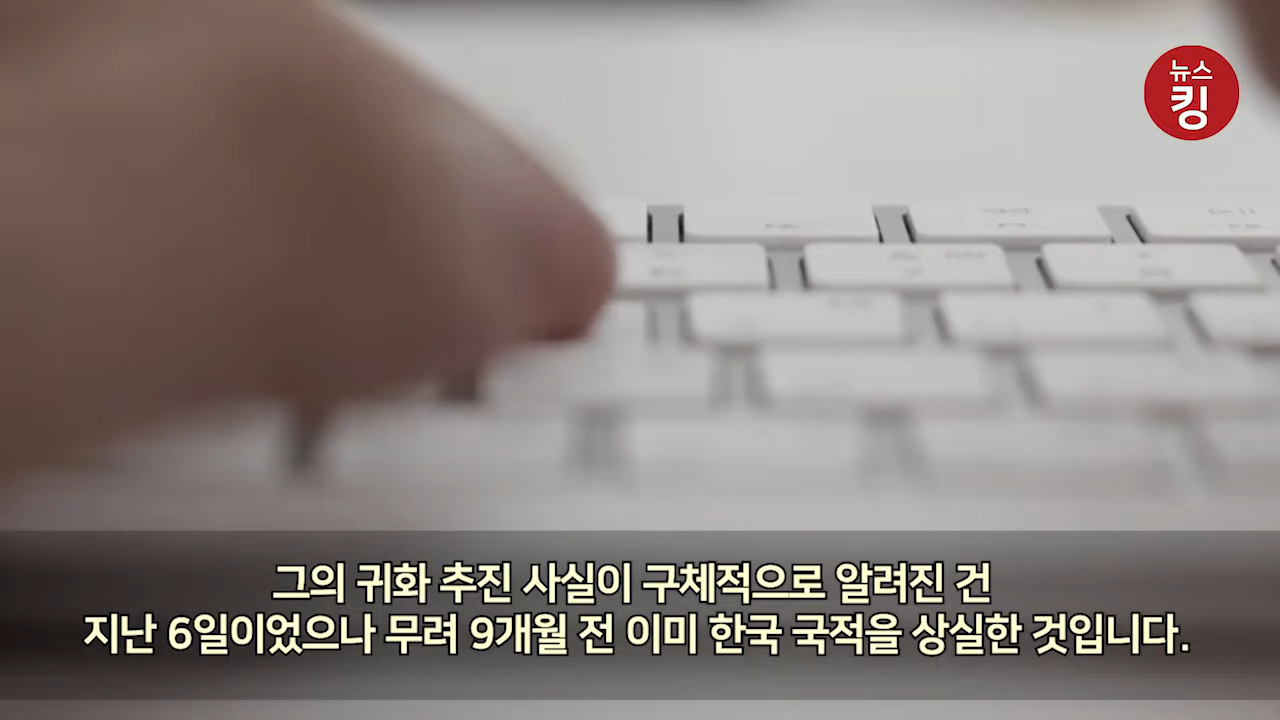 뉴스
킹
그의 귀화 추진 사실이 구체적으로 알려진 건
지난 6일이었으나 무려 9개월 전 이미 한국 국적을 상실한 것입니다.